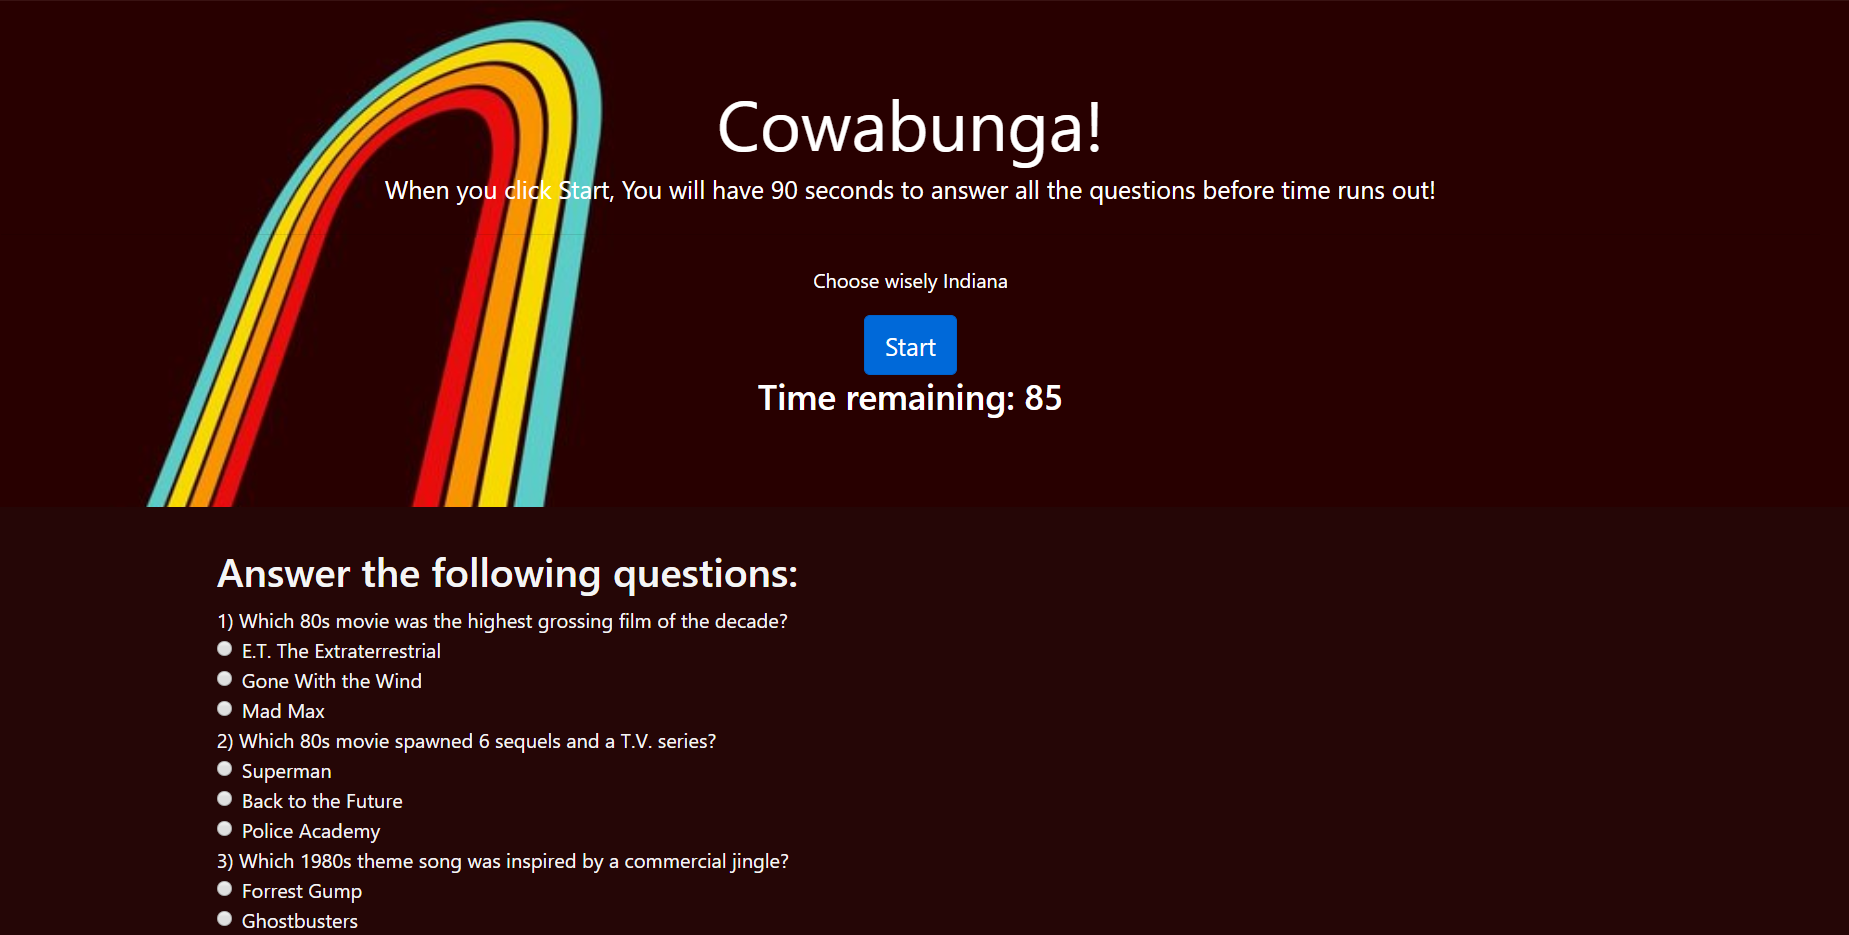 Cowabunga!
When you click Start, You will have 90 seconds to answer all the questions before time runs out!
Choose wisely Indiana
Start
Time remaining: 85
Answer the following questions:
1) Which 80s movie was the highest grossing film of the decade?
E.T. The Extraterrestrial
Gone With the Wind
Mad Max
2) Which 80s movie spawned 6 sequels and a T.V. series?
Superman
Back to the Future
Police Academy
3) Which 1980s theme song was inspired by a commercial jingle?
Forrest Gump
Ghostbusters